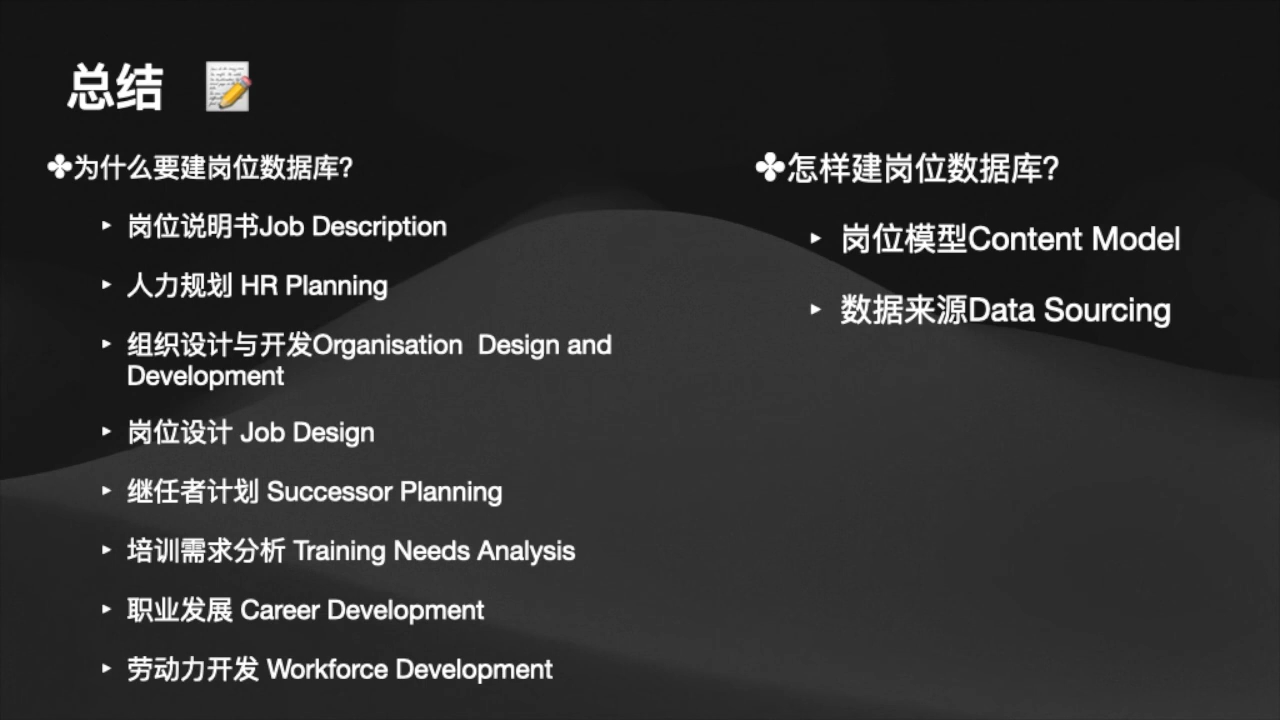 总结
✤为什么要建岗位数据库?
‣ 岗位说明书Job Description
‣ 人力规划 HR Planning
‣ 组织设计与开发Organisation  Design and
Development
‣ 岗位设计 Job Design
‣ 继任者计划 Successor Planning
‣ 培训需求分析 Training Needs Analysis
‣ 职业发展 Career Development
‣ 劳动力开发 Workforce Development
✤怎样建岗位数据库?
‣ 岗位模型Content Model
‣ 数据来源Data Sourcing